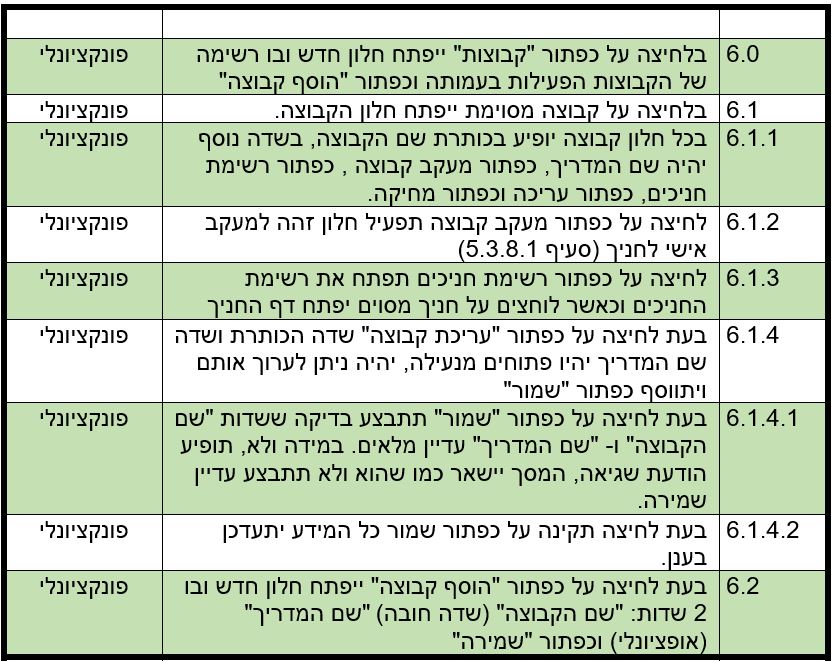 6.0 בלחיצה על כפתור "קבוצות" ייפתח חלון חדש ובו רשימה פונקציונלי
של הקבוצות הפעילות בעמותה וכפתור "הוסף קבוצה"
6.1 בלחיצה על קבוצה מסוימת ייפתח חלון הקבוצה. פונקציונלי
6.1.1 בכל חלון קבוצה יופיע בכותרת שם הקבוצה, בשדה נוסף פונקציונלי
יהיה שם המדריך, כפתור מעקב קבוצה , כפתור רשימת
חניכים, כפתור עריכה וכפתור מחיקה.
6.1.2 לחיצה על כפתור מעקב קבוצה תפעיל חלון זהה למעקב פונקציונלי
אישי לחניך (סעיף 5.3.8.1)
6.1.3 לחיצה על כפתור רשימת חניכים תפתח את רשימת פונקציונלי
החניכים וכאשר לוחצים על חניך מסוים יפתח דף החניך
6.1.4 בעת לחיצה על כפתור "עריכת קבוצה" שדה הכותרת ושדה פונקציונלי
שם המדריך יהיו פתוחים מנעילה, יהיה ניתן לערוך אותם
ויתווסף כפתור "שמור"
6.1.4.1 בעת לחיצה על כפתור "שמור" תתבצע בדיקה ששדות "שם פונקציונלי
הקבוצה" ו- "שם המדריך" עדיין מלאים. במידה ולא, תופיע
הודעת שגיאה, המסך יישאר כמו שהוא ולא תתבצע עדיין
שמירה.
6.1.4.2 בעת לחיצה תקינה על כפתור שמור כל המידע יתעדכן פונקציונלי
בענן.
6.2 בעת לחיצה על כפתור "הוסף קבוצה" ייפתח חלון חדש ובו פונקציונלי
2 שדות: "שם הקבוצה" (שדה חובה) "שם המדריך"
(אופציונלי) וכפתור "שמירה"